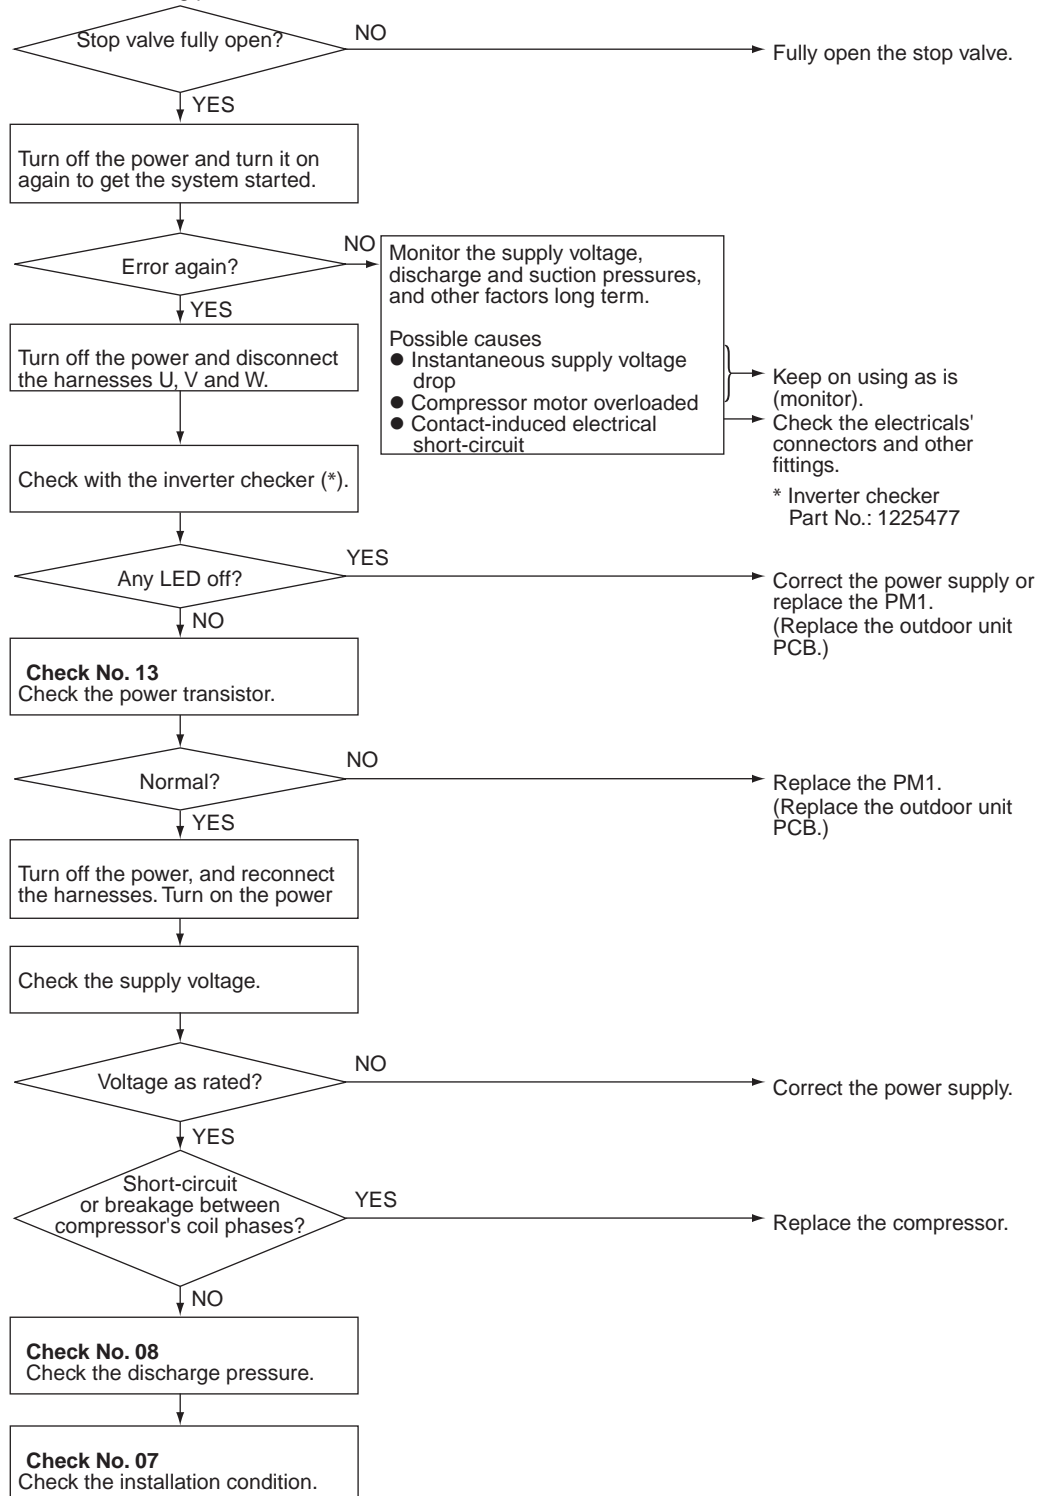 Stop valve fully open?
NO
Fully open the stop valve.
YES
Turn off the power and turn it on
again to get the system started.
Error again?
NO
Monitor the supply voltage,
discharge and suction pressures,
and other factors long term.
Possible causes
● Instantaneous supply voltage
drop
● Compressor motor overloaded
● Contact-induced electrical
short-circuit
Keep on using as is
(monitor).
Check the electricals'
connectors and other
fittings.
* Inverter checker
Part No.: 1225477
YES
Turn off the power and disconnect
the harnesses U, V and W.
Check with the inverter checker (*).
Any LED off?
YES
Correct the power supply or
replace the PM1.
(Replace the outdoor unit
PCB.)
NO
Check No. 13
Check the power transistor.
Normal?
NO
Replace the PM1.
(Replace the outdoor unit
PCB.)
YES
Turn off the power, and reconnect
the harnesses. Turn on the power
Check the supply voltage.
Voltage as rated?
NO
Correct the power supply.
YES
Short-circuit
or breakage between
compressor's coil phases?
YES
Replace the compressor.
NO
Check No. 08
Check the discharge pressure.
Check No. 07
Check the installation condition.